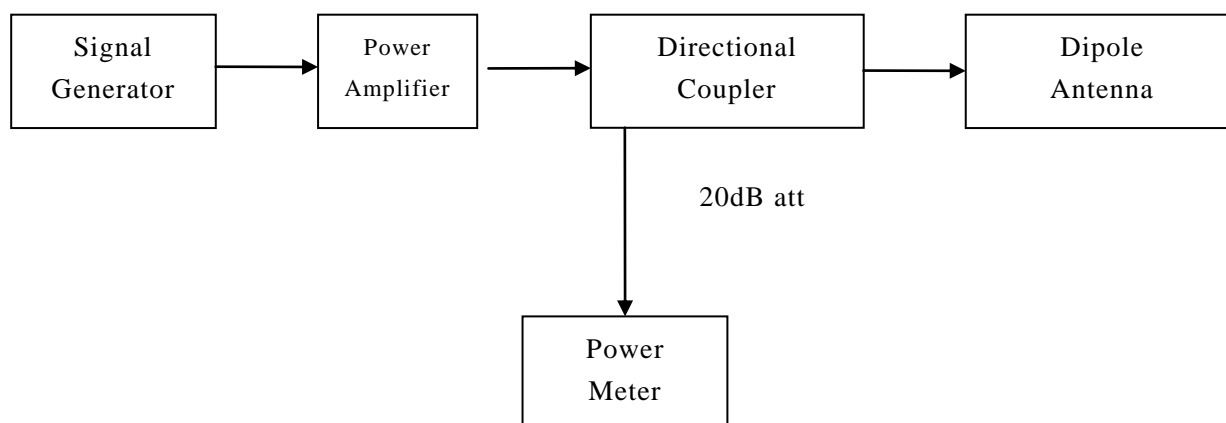 Signal
Generator
Power
Amplifier
Directional
Coupler
Dipole
Antenna
20dB att
Power
Meter